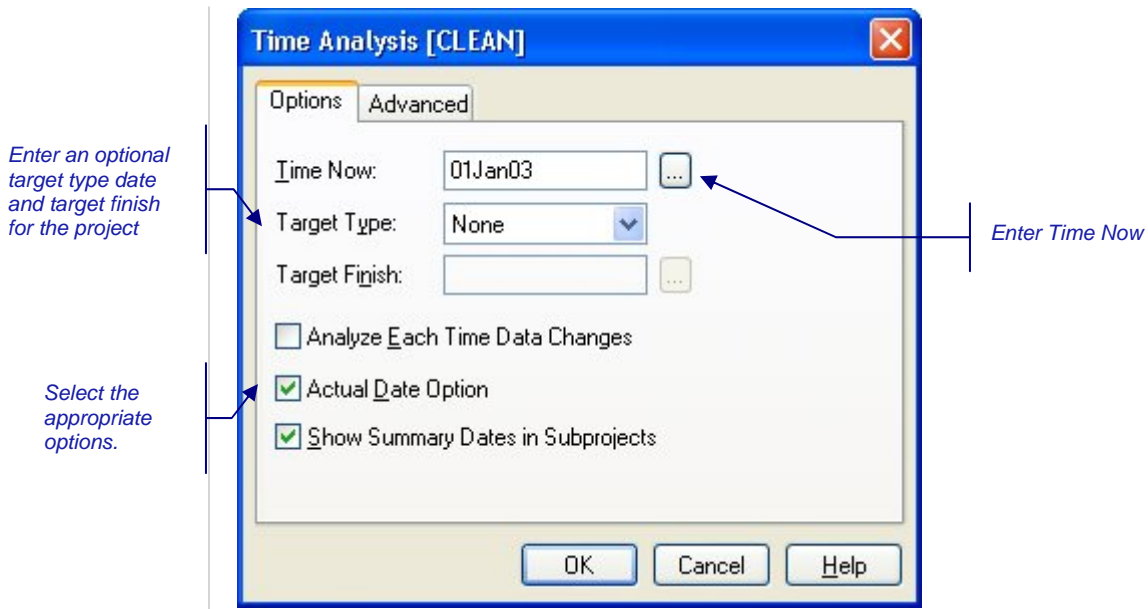 Time Analysis [CLEAN]
Options Advanced
Enter an optional
target type date
and target finish
for the project
Time Now: 01Jan03 ...
Target Type: None
Target Finish: ...
Enter Time Now
Analyze Each Time Data Changes
Select the
appropriate
options.
Actual Date Option
Show Summary Dates in Subprojects
OK Cancel Help